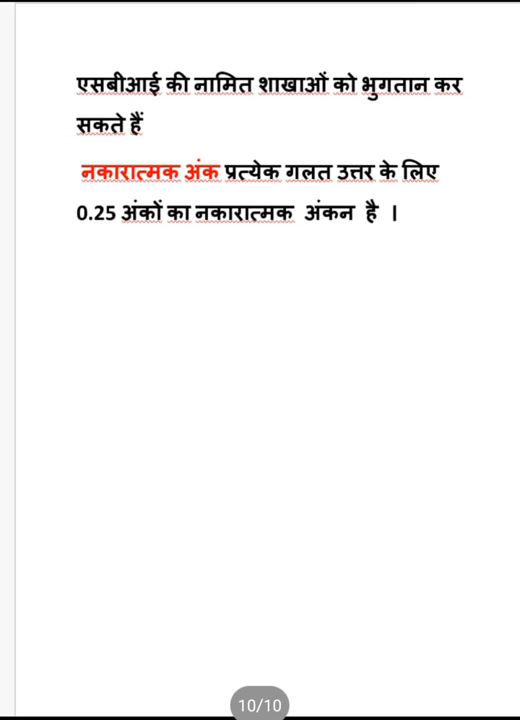 एसबीआई की नामित शाखाओं को भुगतान कर
सकते हैं
नकारात्मक अंक प्रत्येक गलत उत्तर के लिए
0.25 अंकों का नकारात्मक अंकन है ।
10/10